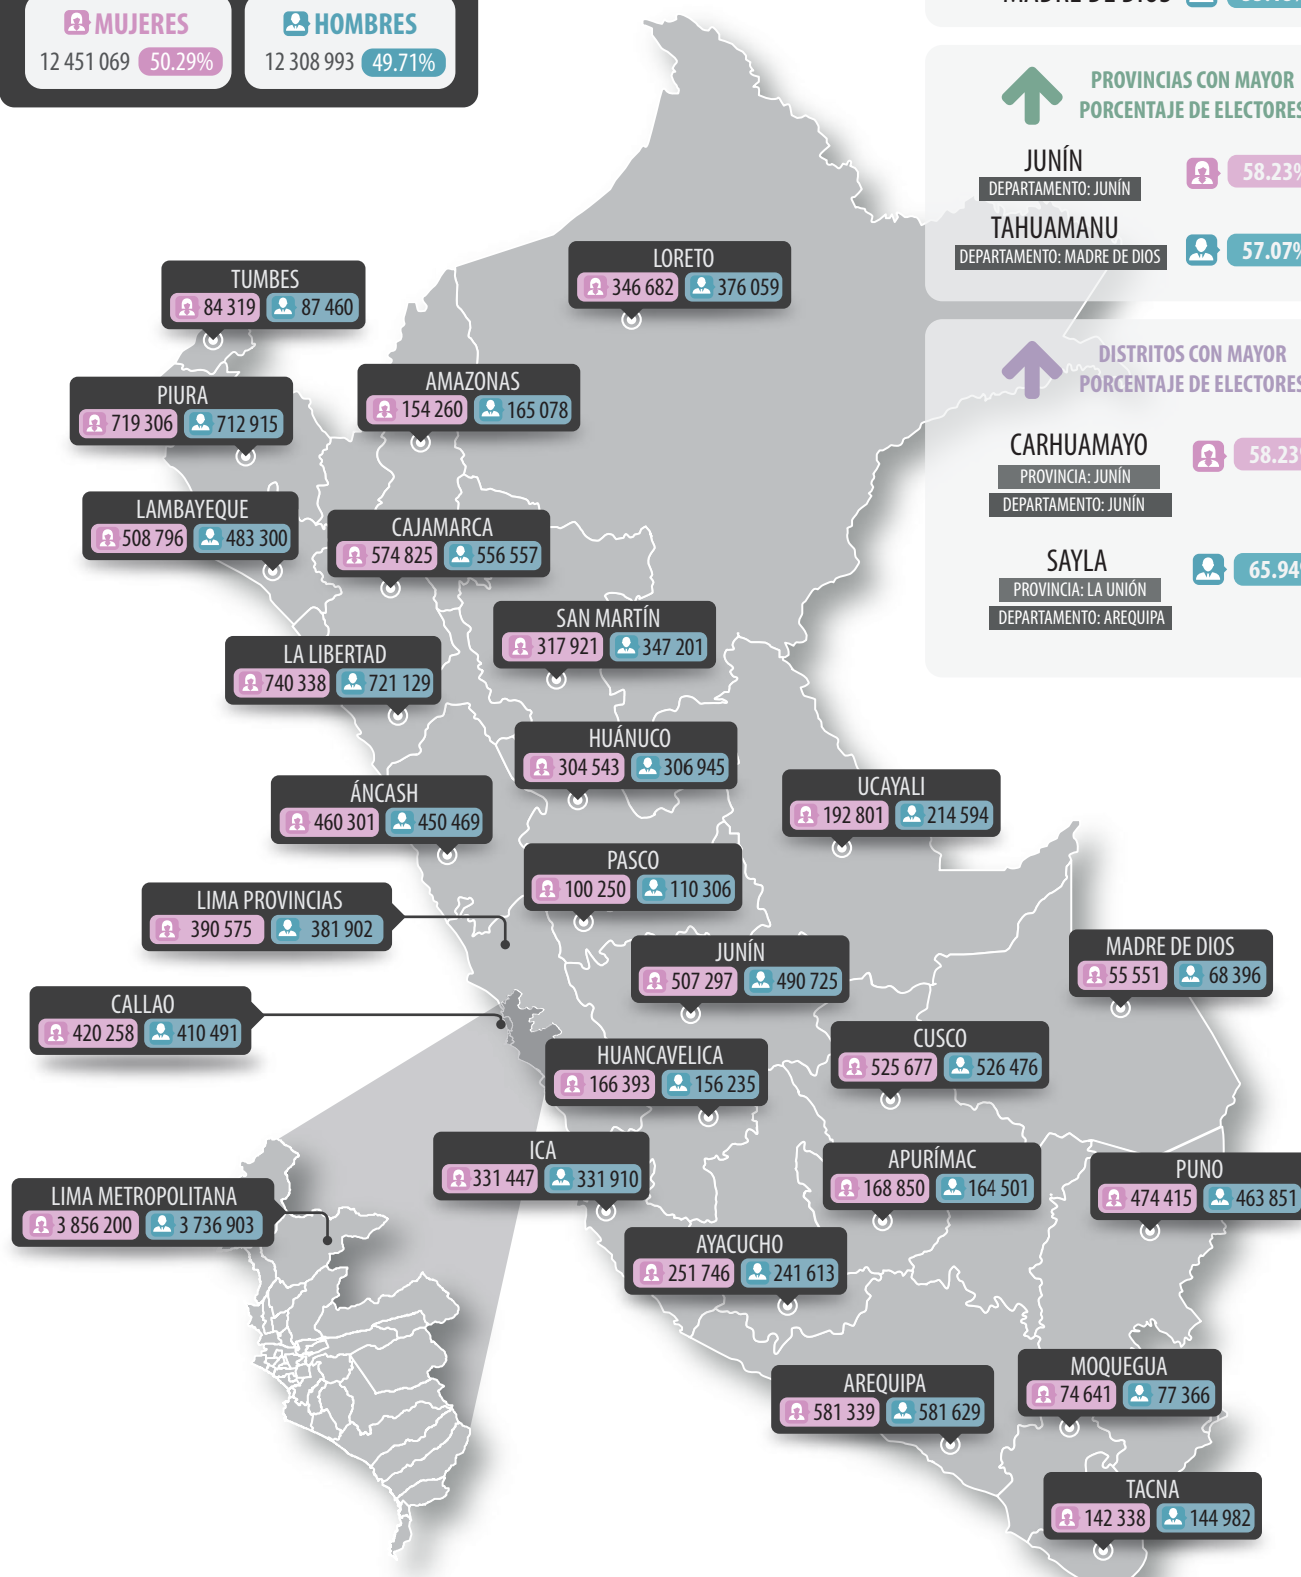 MUJERES
12 451 069 50.29%
HOMBRES
12 308 993 49.71%
MADRE DE DIOS
PROVINCIAS CON MAYOR
PORCENTAJE DE ELECTORES
JUNÍN
DEPARTAMENTO: JUNÍN
58.23%
TAHUAMANU
DEPARTAMENTO: MADRE DE DIOS
57.07%
DISTRITOS CON MAYOR
PORCENTAJE DE ELECTORES
CARHUAMAYO
PROVINCIA: JUNÍN
DEPARTAMENTO: JUNÍN
58.23
SAYLA
PROVINCIA: LA UNIÓN
DEPARTAMENTO: AREQUIPA
65.94
LORETO
346 682 376 059
TUMBES
84 319 87 460
AMAZONAS
154 260 165 078
PIURA
719 306 712 915
LAMBAYEQUE
508 796 483 300
CAJAMARCA
574 825 556 557
SAN MARTÍN
317 921 347 201
LA LIBERTAD
740 338 721 129
HUÁNUCO
304 543 306 945
UCAYALI
192 801 214 594
ÁNCASH
460 301 450 469
PASCO
100 250 110 306
LIMA PROVINCIAS
390 575 381 902
JUNÍN
507 297 490 725
MADRE DE DIOS
55 551 68 396
CALLAO
420 258 410 491
CUSCO
525 677 526 476
HUANCAVELICA
166 393 156 235
ICA
331 447 331 910
APURÍMAC
168 850 164 501
PUNO
474 415 463 851
LIMA METROPOLITANA
3 856 200 3 736 903
AYACUCHO
251 746 241 613
MOQUEGUA
74 641 77 366
AREQUIPA
581 339 581 629
TACNA
142 338 144 982